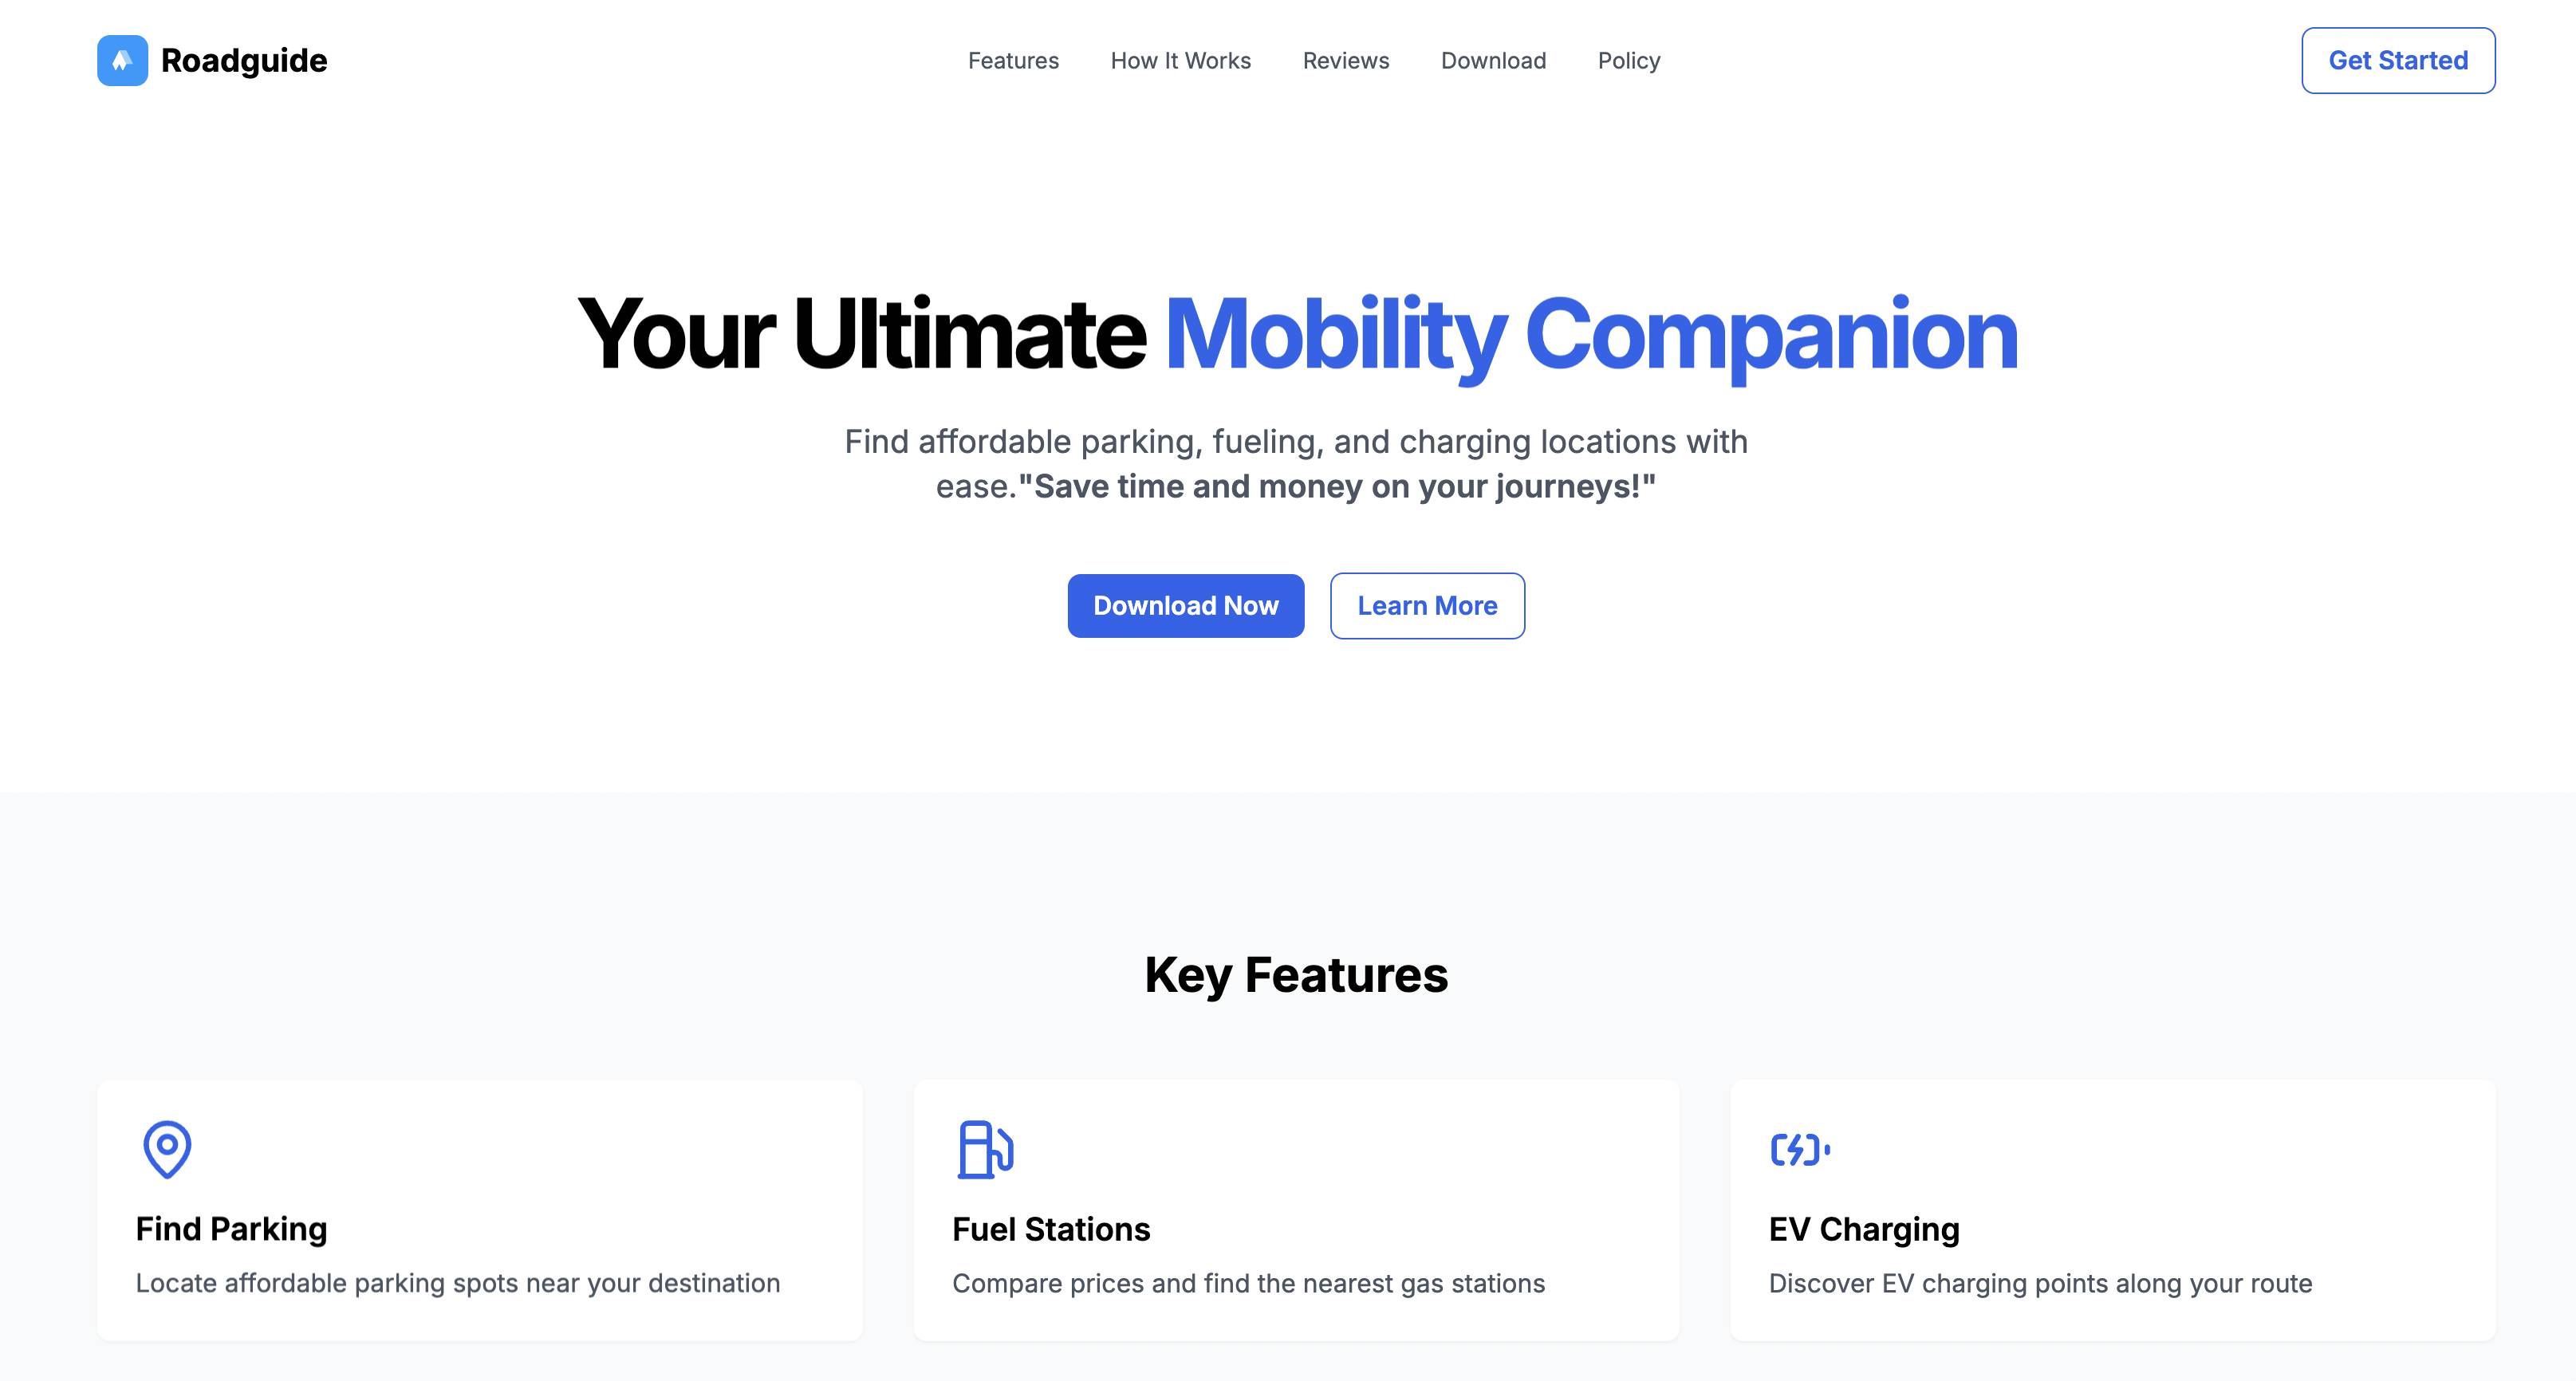 Roadguide
Features
How It Works
Reviews
Download
Policy
Get Started
Your Ultimate Mobility Companion
Find affordable parking, fueling, and charging locations with
ease."Save time and money on your journeys!"
Download Now
Learn More
Key Features
Find Parking
Locate affordable parking spots near your destination
Fuel Stations
Compare prices and find the nearest gas stations
EV Charging
Discover EV charging points along your route